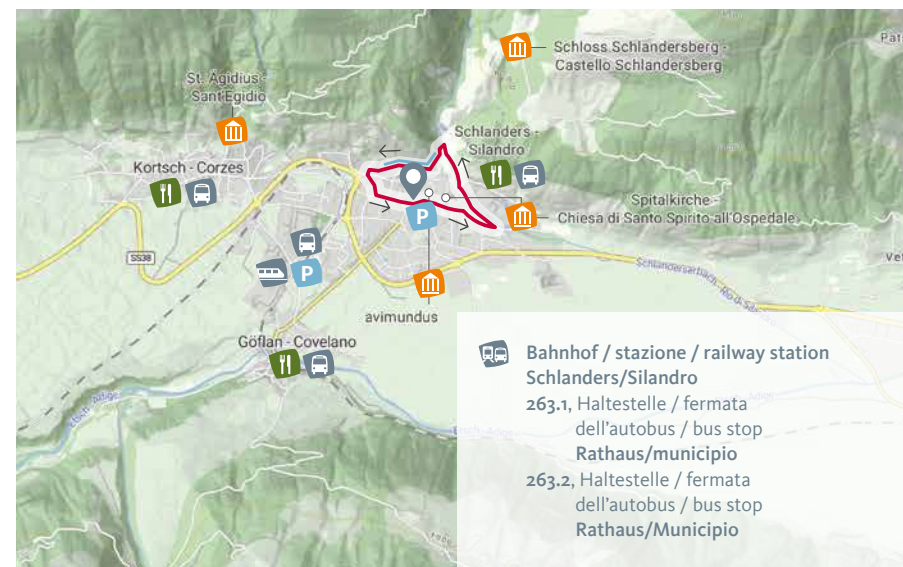 Schloss Schlandersberg -
Castello Schlandersberg
St. Ägidius -
Sant'Egidio
Schlanders -
Silandro
Kortsch - Corzes
Spitalkirche -
Chiesa di Santo Spirito all'Ospedale
P
SS38
P
avimundus
Göflan - Covelano
Bahnhof / stazione / railway station
Schlanders/Silandro
263.1, Haltestelle / fermata
dell'autobus / bus stop
Rathaus/municipio
263.2, Haltestelle / fermata
dell'autobus / bus stop
Rathaus/Municipio